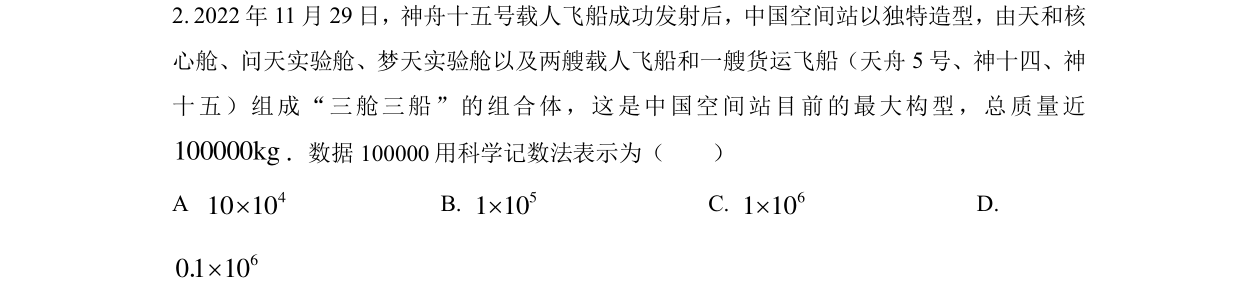 2. 2022 年 11 月 29 日，神舟十五号载人飞船成功发射后，中国空间站以独特造型，由天和核
心舱、问天实验舱、梦天实验舱以及两艘载人飞船和一艘货运飞船（天舟 5 号、神十四、神
十五）组成“三舱三船”的组合体，这是中国空间站目前的最大构型，总质量近
100000kg．数据 100000 用科学记数法表示为（　　）
A 10×10⁴ B. 1×10⁵ C. 1×10⁶ D.
0.1×10⁶